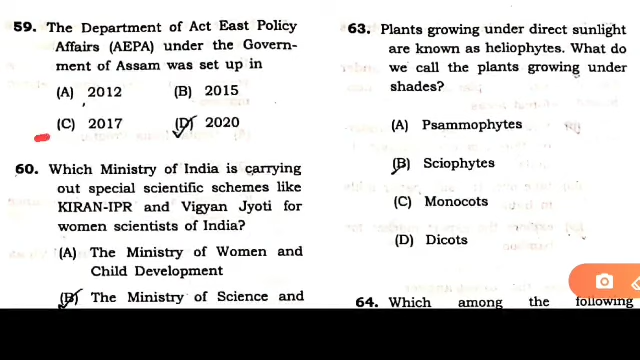 59. The Department of Act East Policy
Affairs (AEPA) under the Govern-
ment of Assam was set up in
(A) 2012 (B) 2015
(C) 2017 (D) 2020
60. Which Ministry of India is carrying
out special scientific schemes like
KIRAN-IPR and Vigyan Jyoti for
women scientists of India?
(A) The Ministry of Women and
Child Development
(B) The Ministry of Science and
63. Plants growing under direct sunlight
are known as heliophytes. What do
we call the plants growing under
shades?
(A) Psammophytes
(B) Sciophytes
(C) Monocots
(D) Dicots
64. Which among the following